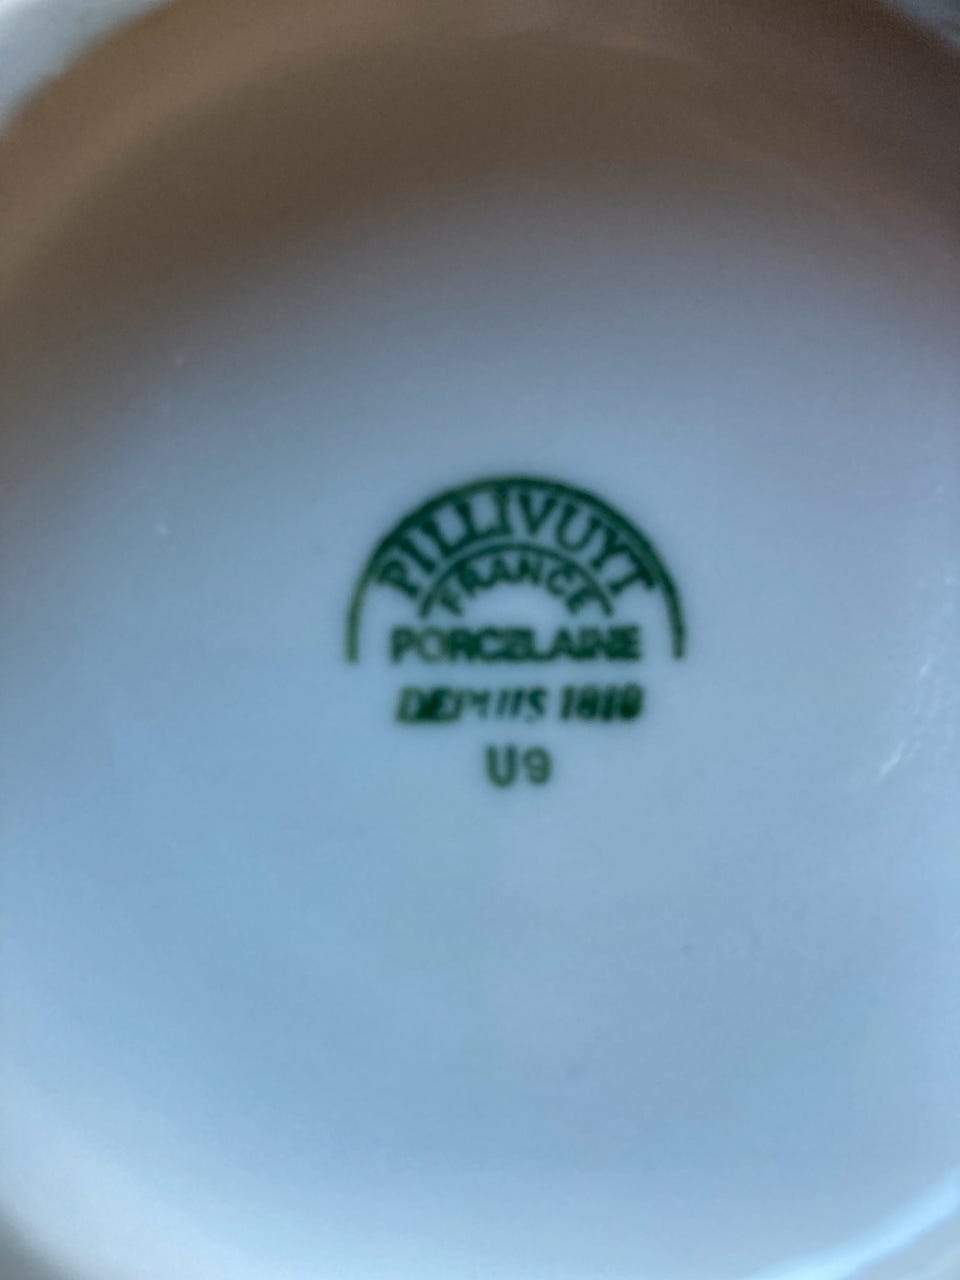 PILLIVUYT
FRANCE
PORCELAINE
DEPUIS 1818
U9